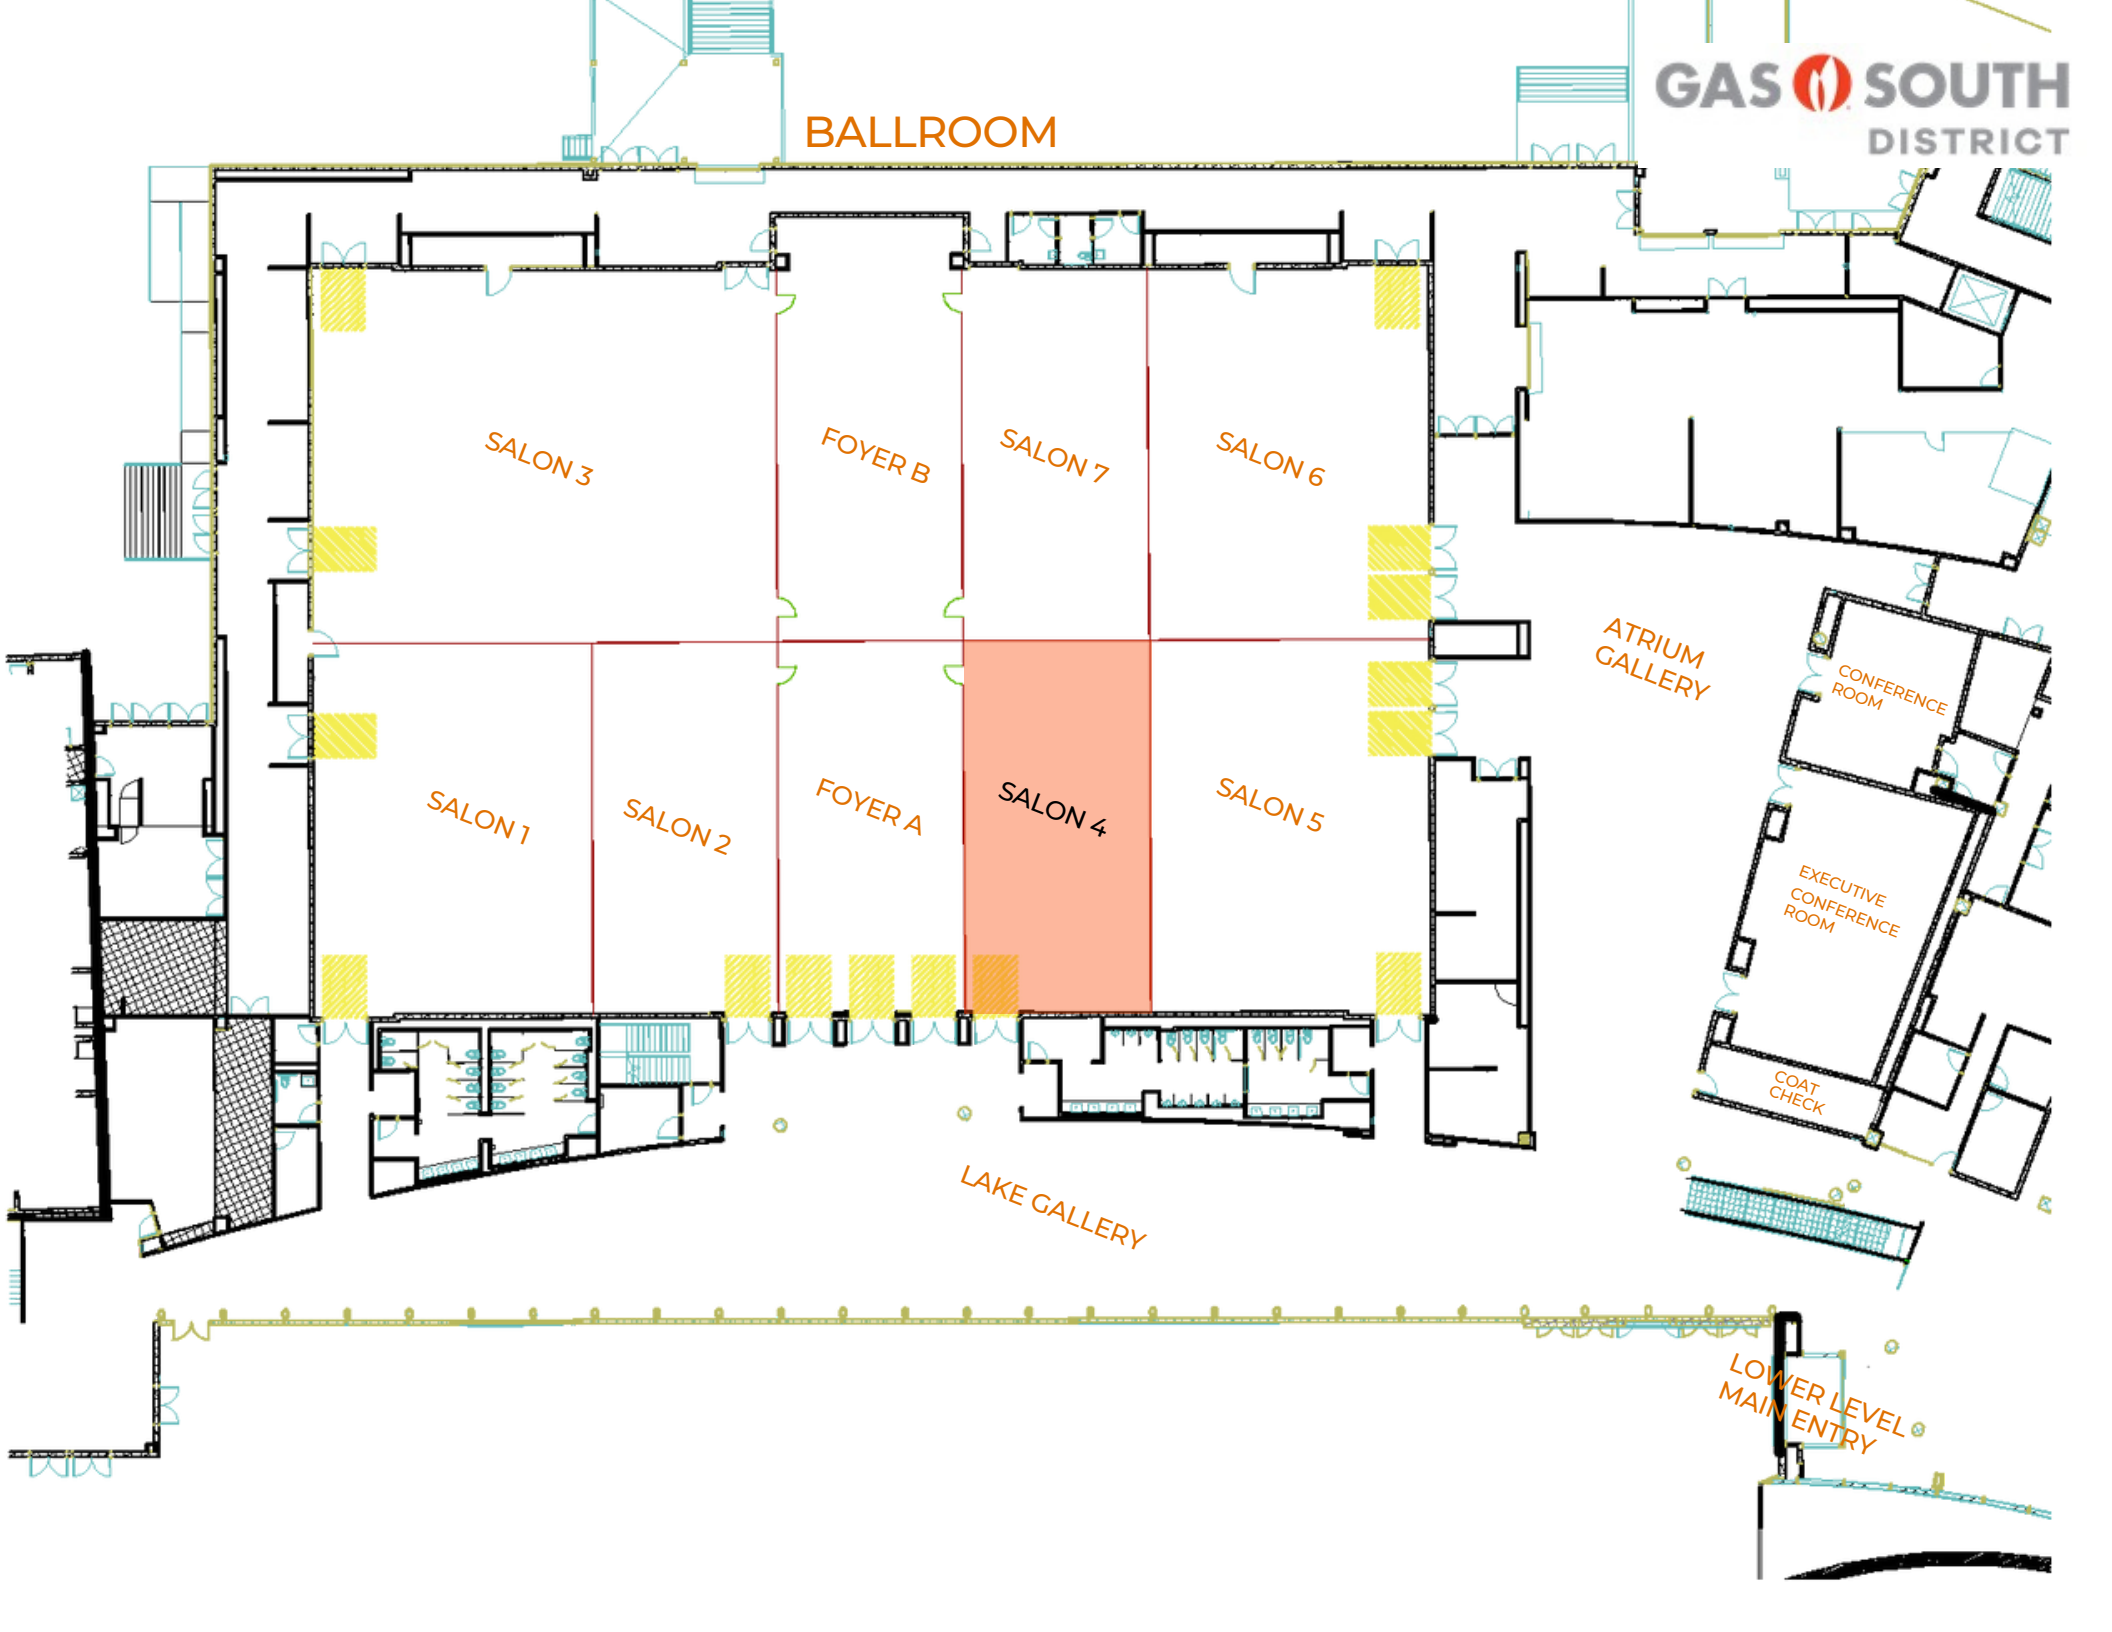 GAS SOUTH
DISTRICT
BALLROOM
SALON 3
FOYER B
SALON 7
SALON 6
ATRIUM
GALLERY
CONFERENCE
ROOM
SALON 1
SALON 2
FOYER A
SALON 4
SALON 5
EXECUTIVE
CONFERENCE
ROOM
COAT
CHECK
LAKE GALLERY
LOWER LEVEL
MAIN ENTRY